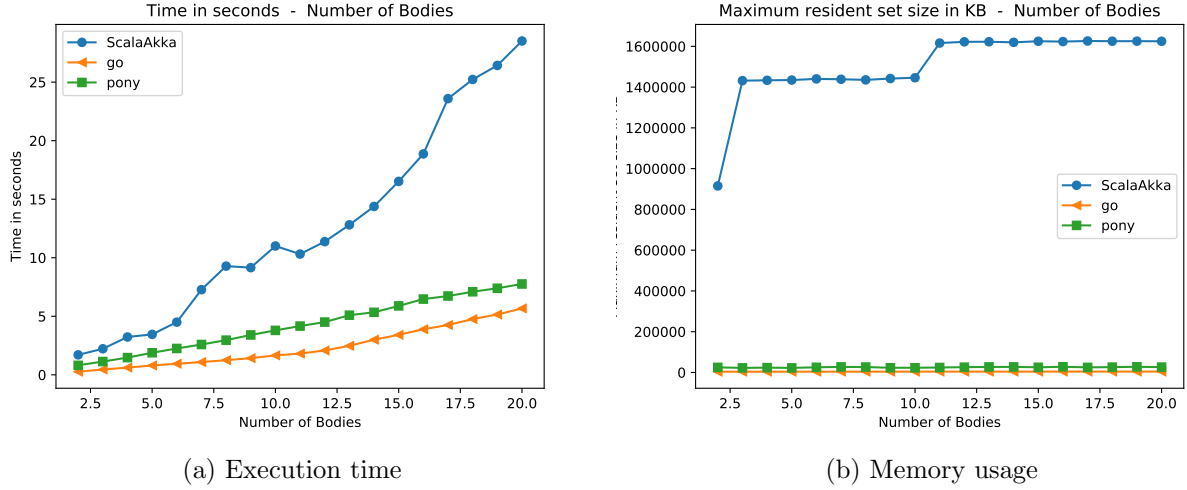 Time in seconds - Number of Bodies
ScalaAkka
go
pony
25
20
15
10
5
0
Time in seconds
2.5 5.0 7.5 10.0 12.5 15.0 17.5 20.0
Number of Bodies
(a) Execution time
Maximum resident set size in KB - Number of Bodies
1600000
1400000
1200000
1000000
800000
600000
400000
200000
0
ScalaAkka
go
pony
2.5 5.0 7.5 10.0 12.5 15.0 17.5 20.0
Number of Bodies
(b) Memory usage